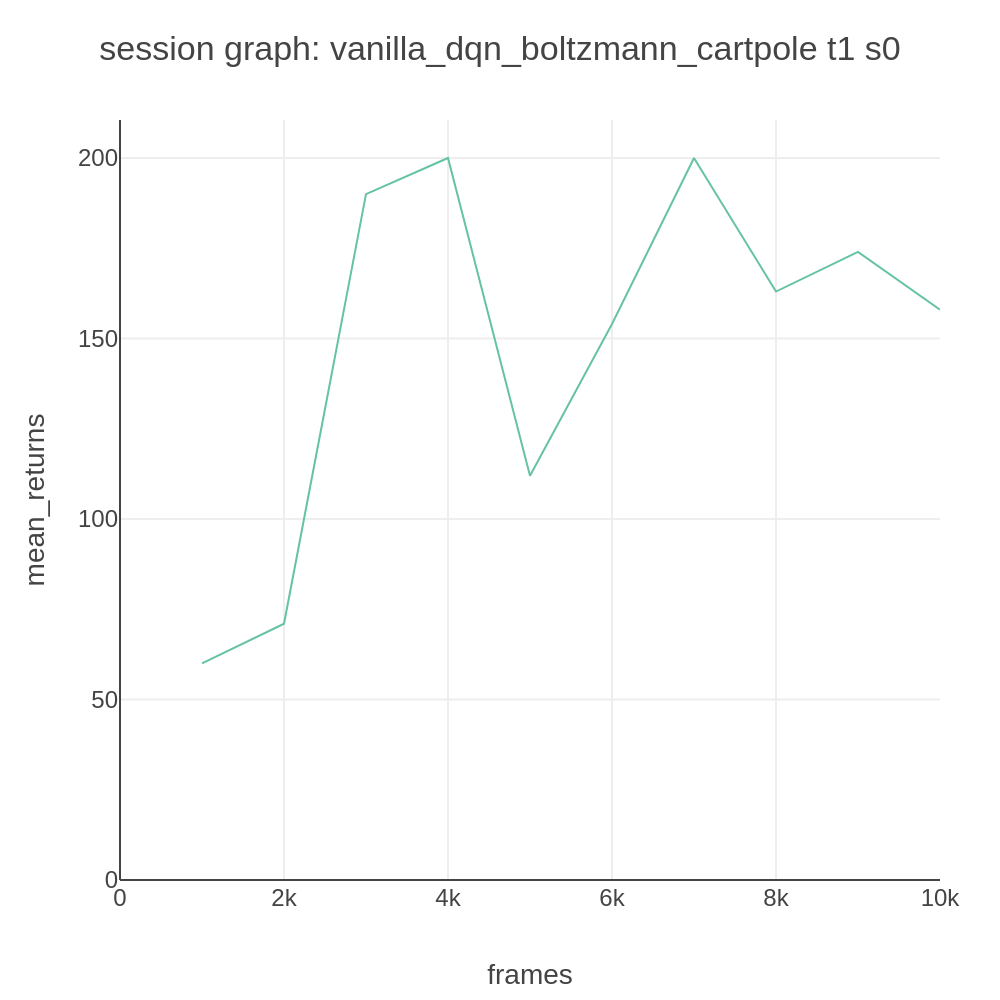 session graph: vanilla_dqn_boltzmann_cartpole t1 s0
200
150
100
50
0
mean_returns
0 2k 4k 6k 8k 10k
frames